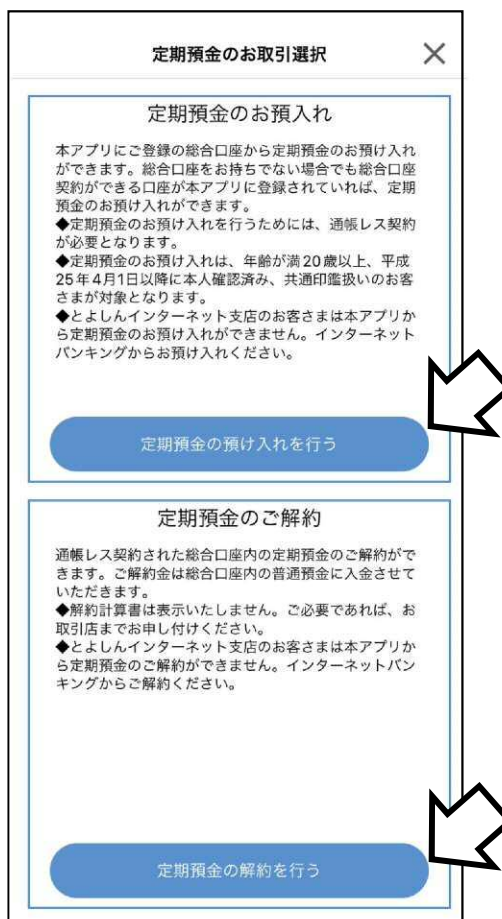 定期預金のお取引選択
定期預金のお預入れ
本アプリにご登録の総合口座から定期預金のお預け入れ
ができます。総合口座をお持ちでない場合でも総合口座
契約ができる口座が本アプリに登録されていれば、定期
預金のお預け入れができます。
◆定期預金のお預け入れを行うためには、通帳レス契約
が必要となります。
◆定期預金のお預け入れは、年齢が満20歳以上、平成
25年4月1日以降に本人確認済み、共通印鑑扱いのお客
さまが対象となります。
◆とよしんインターネット支店のお客さまは本アプリか
ら定期預金のお預け入れができません。インターネット
バンキングからお預け入れください。
定期預金の預け入れを行う
定期預金のご解約
通帳レス契約された総合口座内の定期預金のご解約がで
きます。ご解約金は総合口座内の普通預金に入金させて
いただきます。
◆解約計算書は表示いたしません。ご必要であれば、お
取引店までお申し付けください。
◆とよしんインターネット支店のお客さまは本アプリか
ら定期預金のご解約ができません。インターネットバン
キングからご解約ください。
定期預金の解約を行う